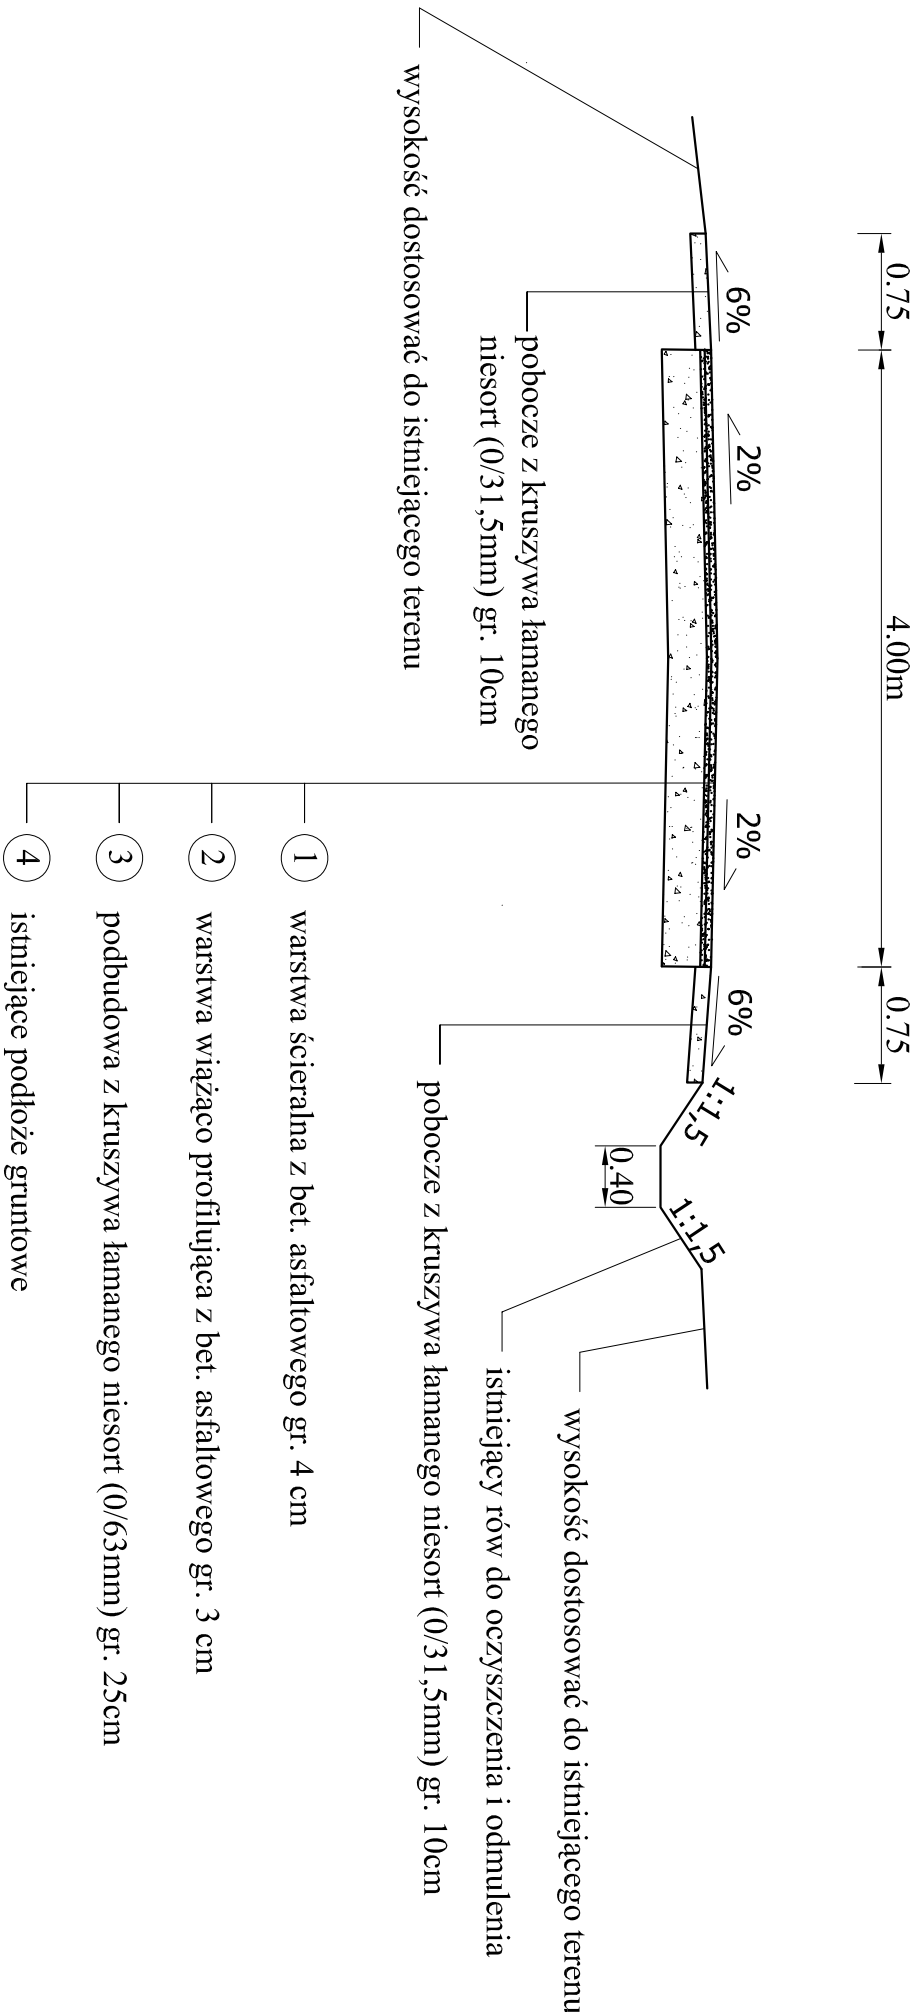 0.75
4.00m
0.75
6%
2%
2%
6%
1:1,5
0.40
1:1,5
pobocze z kruszywa łamanego
niesort (0/31,5mm) gr. 10cm
wysokość dostosować do istniejącego terenu
wysokość dostosować do istniejącego terenu
istniejący rów do oczyszczenia i odmulenia
pobocze z kruszywa łamanego niesort (0/31,5mm) gr. 10cm
1 warstwa ścieralna z bet. asfaltowego gr. 4 cm
2 warstwa wiążąco profilująca z bet. asfaltowego gr. 3 cm
3 podbudowa z kruszywa łamanego niesort (0/63mm) gr. 25cm
4 istniejące podłoże gruntowe